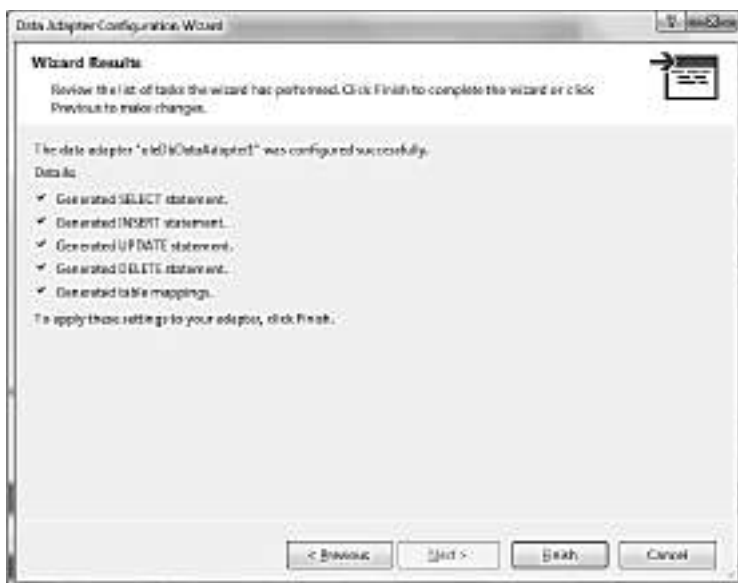 Data Adapter Configuration Wizard
Wizard Results
Review the list of tasks the wizard has performed. Click Finish to complete the wizard or click
Previous to make changes.
The data adapter "oleDbDataAdapter1" was configured successfully.
Details:
Generated SELECT statement.
Generated INSERT statement.
Generated UPDATE statement.
Generated DELETE statement.
Generated table mappings.
To apply these settings to your adapter, click Finish.
< Previous
Next >
Finish
Cancel